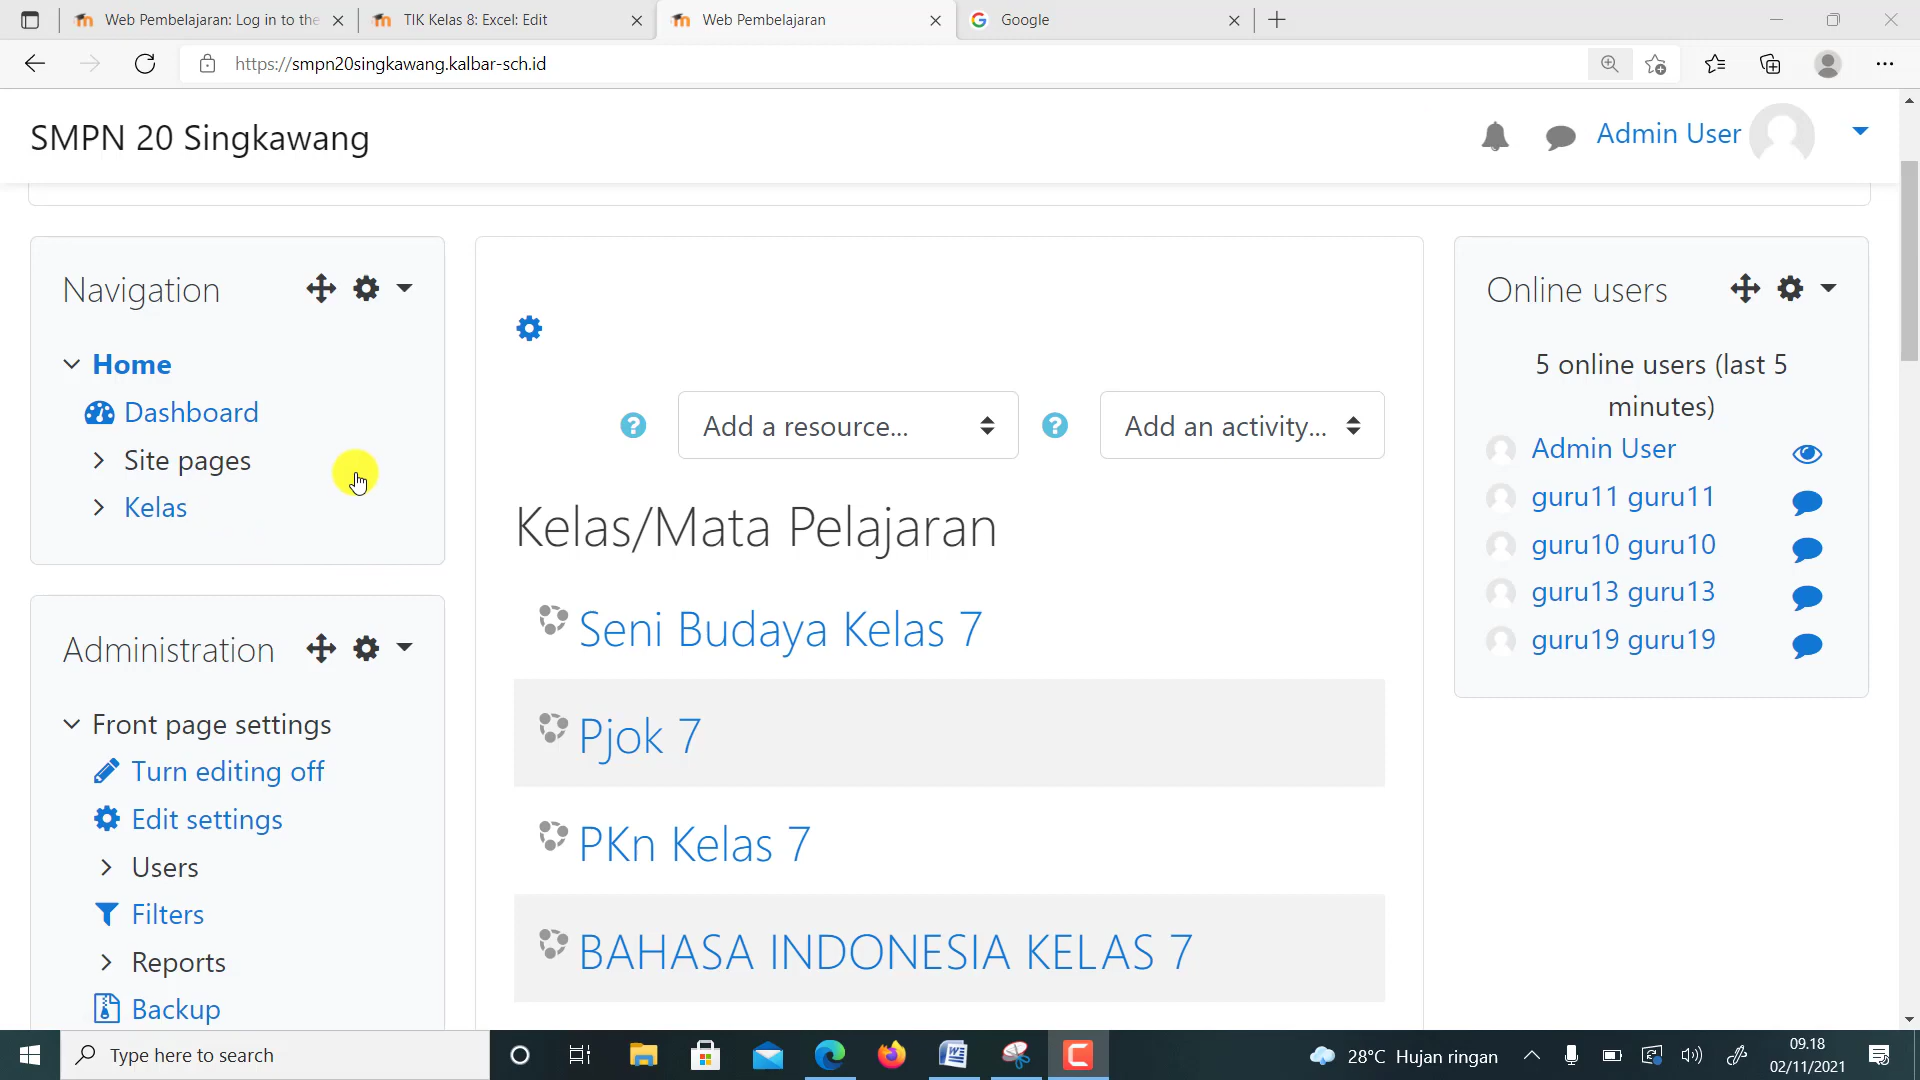 Web Pembelajaran: Log in to the
TIK Kelas 8: Excel: Edit
Web Pembelajaran
Google
https://smpn20singkawang.kalbar-sch.id
SMPN 20 Singkawang
Admin User
Navigation
Home
Dashboard
Site pages
Kelas
Administration
Front page settings
Turn editing off
Edit settings
Users
Filters
Reports
Backup
Add a resource...
Add an activity...
Kelas/Mata Pelajaran
Seni Budaya Kelas 7
Pjok 7
PKn Kelas 7
BAHASA INDONESIA KELAS 7
Online users
5 online users (last 5
minutes)
Admin User
guru11 guru11
guru10 guru10
guru13 guru13
guru19 guru19
Type here to search
28°C Hujan ringan
09.18
02/11/2021